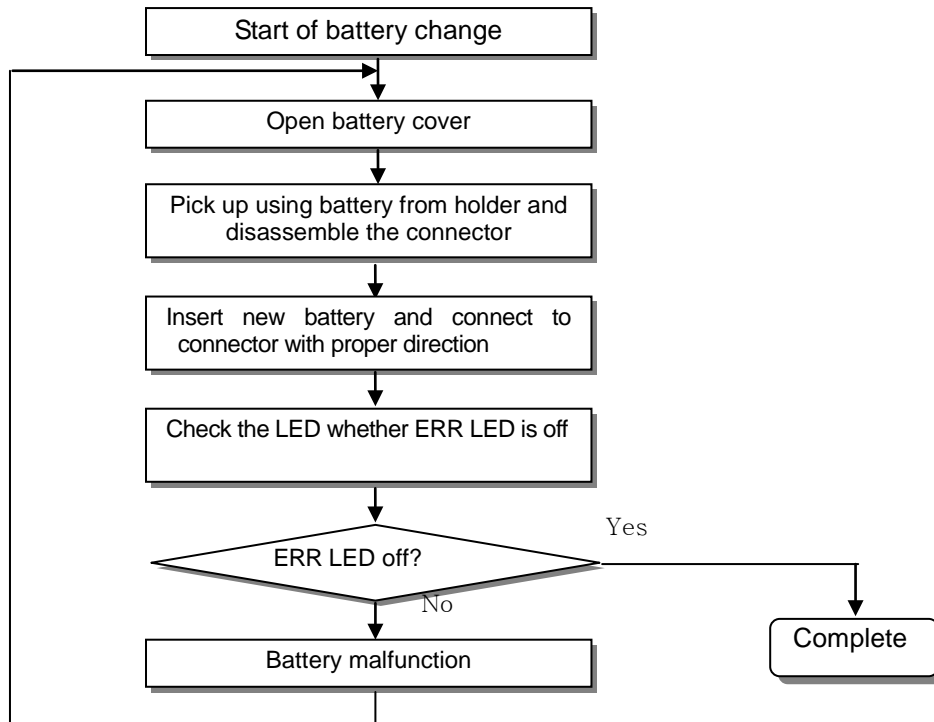 Start of battery change
Open battery cover
Pick up using battery from holder and
disassemble the connector
Insert new battery and connect to
connector with proper direction
Check the LED whether ERR LED is off
Yes
ERR LED off?
No
Complete
Battery malfunction